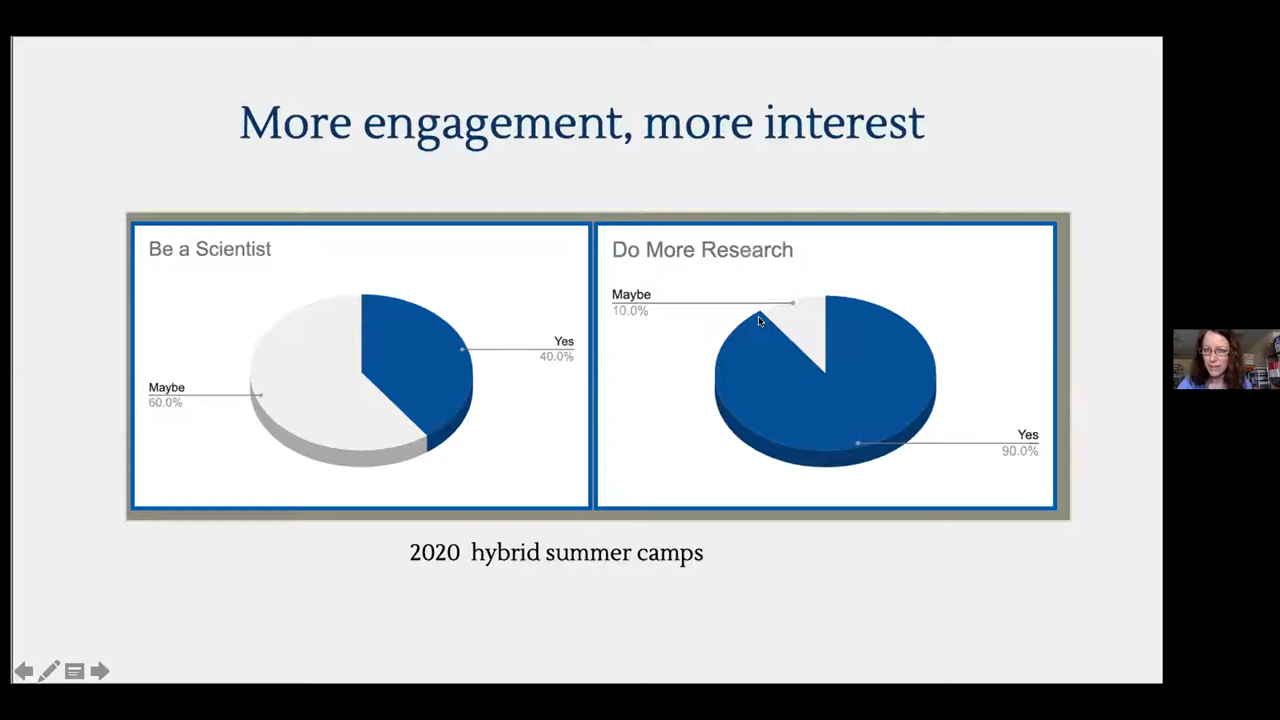 More engagement, more interest
Be a Scientist
Yes
40.0%
Maybe
60.0%
Do More Research
Maybe
10.0%
Yes
90.0%
2020 hybrid summer camps